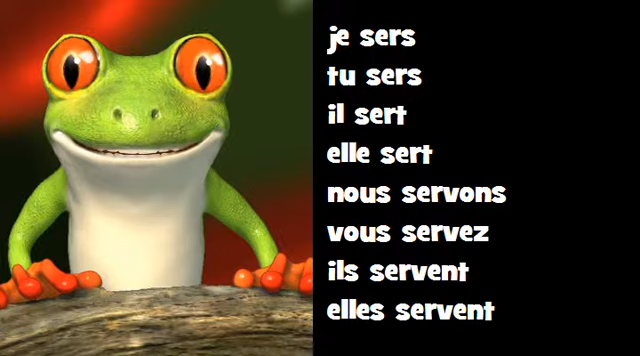 je sers
tu sers
il sert
elle sert
nous servons
vous servez
ils servent
elles servent